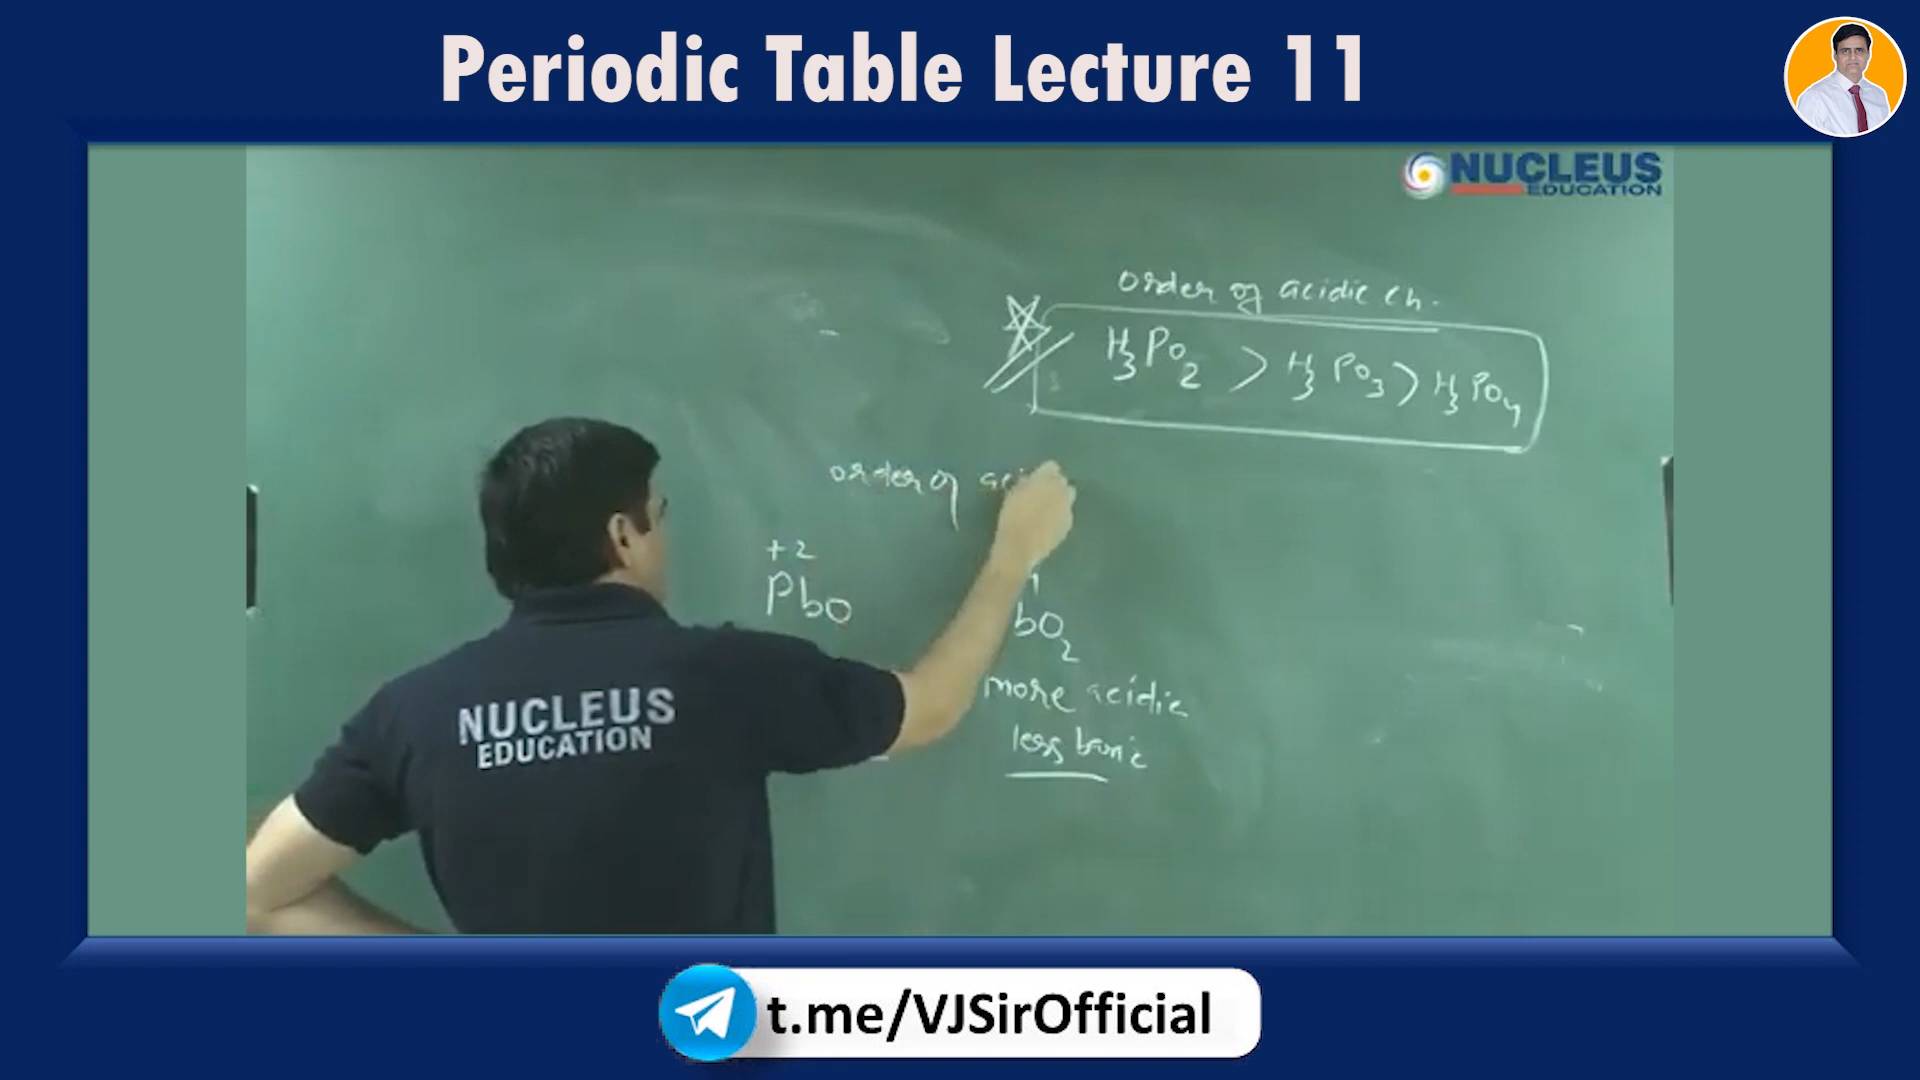 Periodic Table Lecture 11
NUCLEUS
EDUCATION
order of acidic ch.
H3PO2 > H3PO3 > H3PO4
order of aci
+2
PbO
bO2
more acidic
less basic
NUCLEUS
EDUCATION
t.me/VJSirOfficial